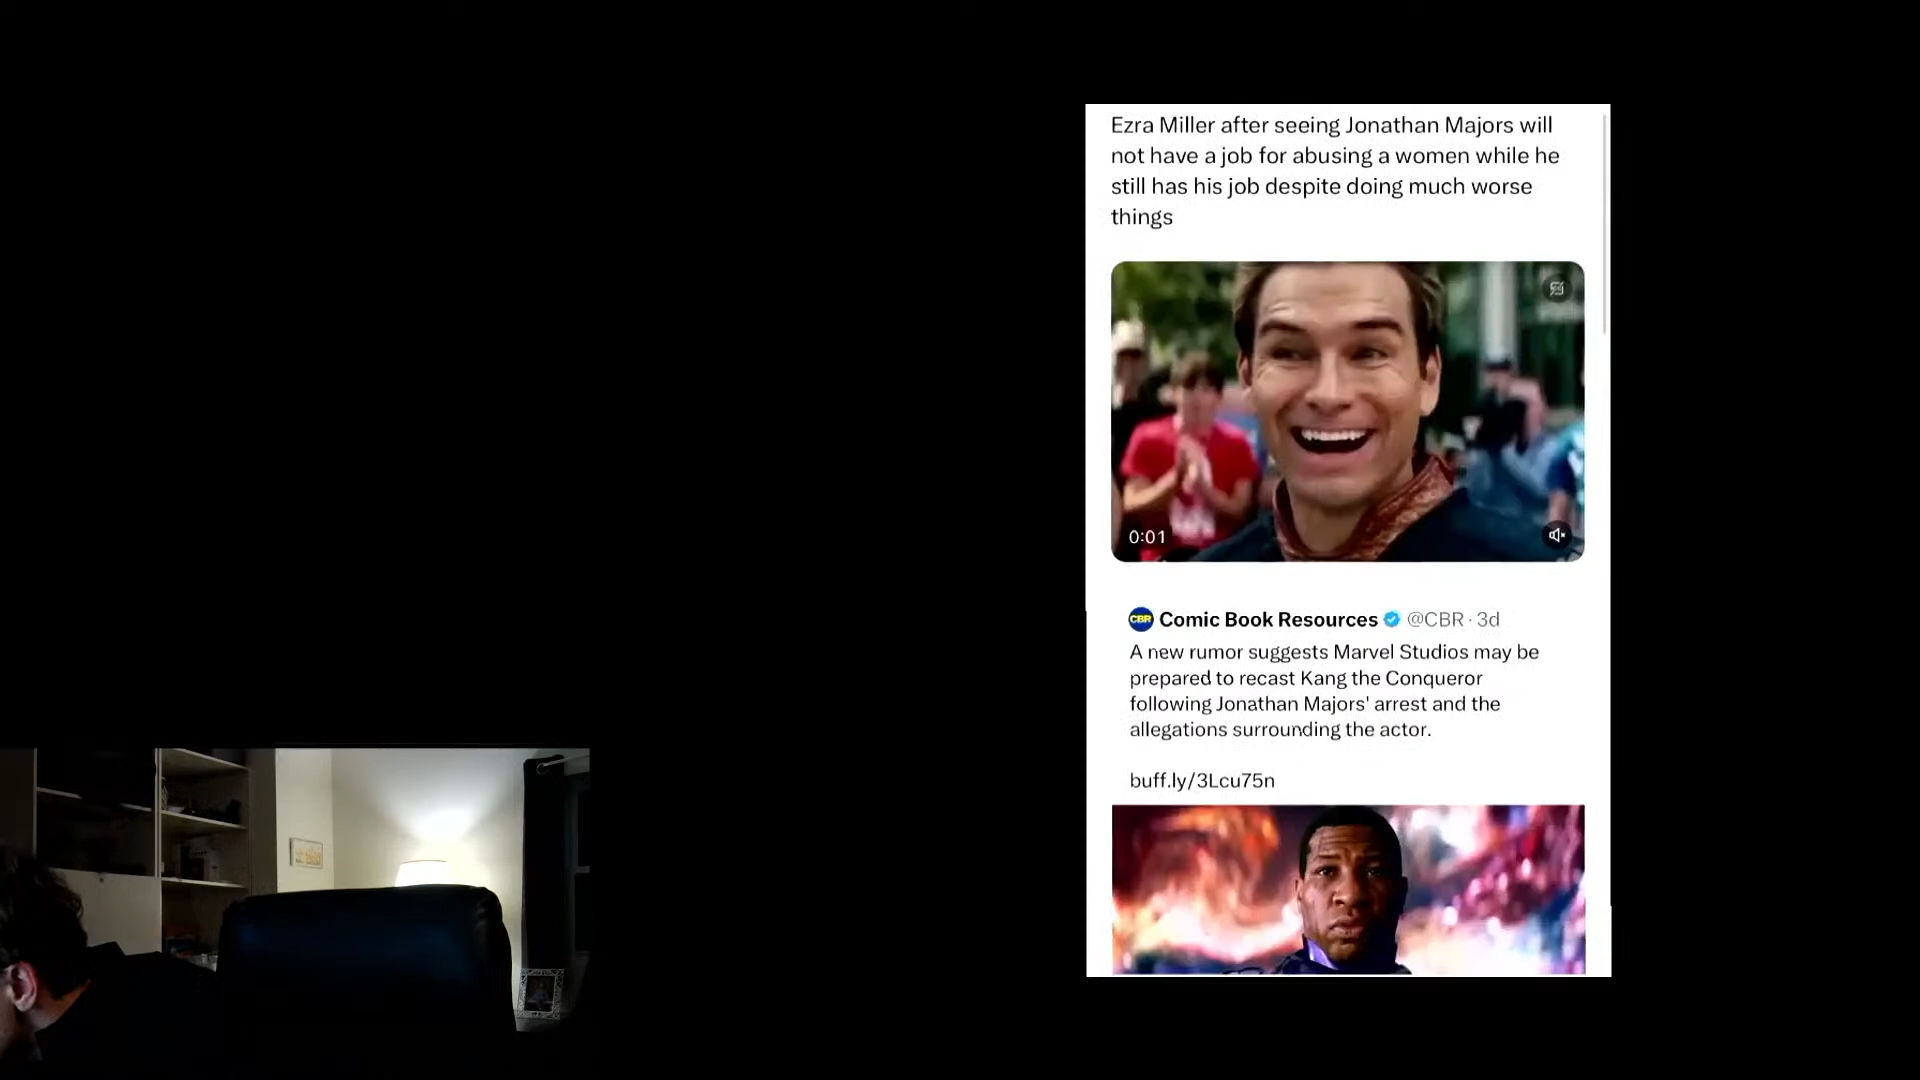 Ezra Miller after seeing Jonathan Majors will
not have a job for abusing a women while he
still has his job despite doing much worse
things
0:01
CBR Comic Book Resources @CBR · 3d
A new rumor suggests Marvel Studios may be
prepared to recast Kang the Conqueror
following Jonathan Majors' arrest and the
allegations surrounding the actor.
buff.ly/3Lcu75n